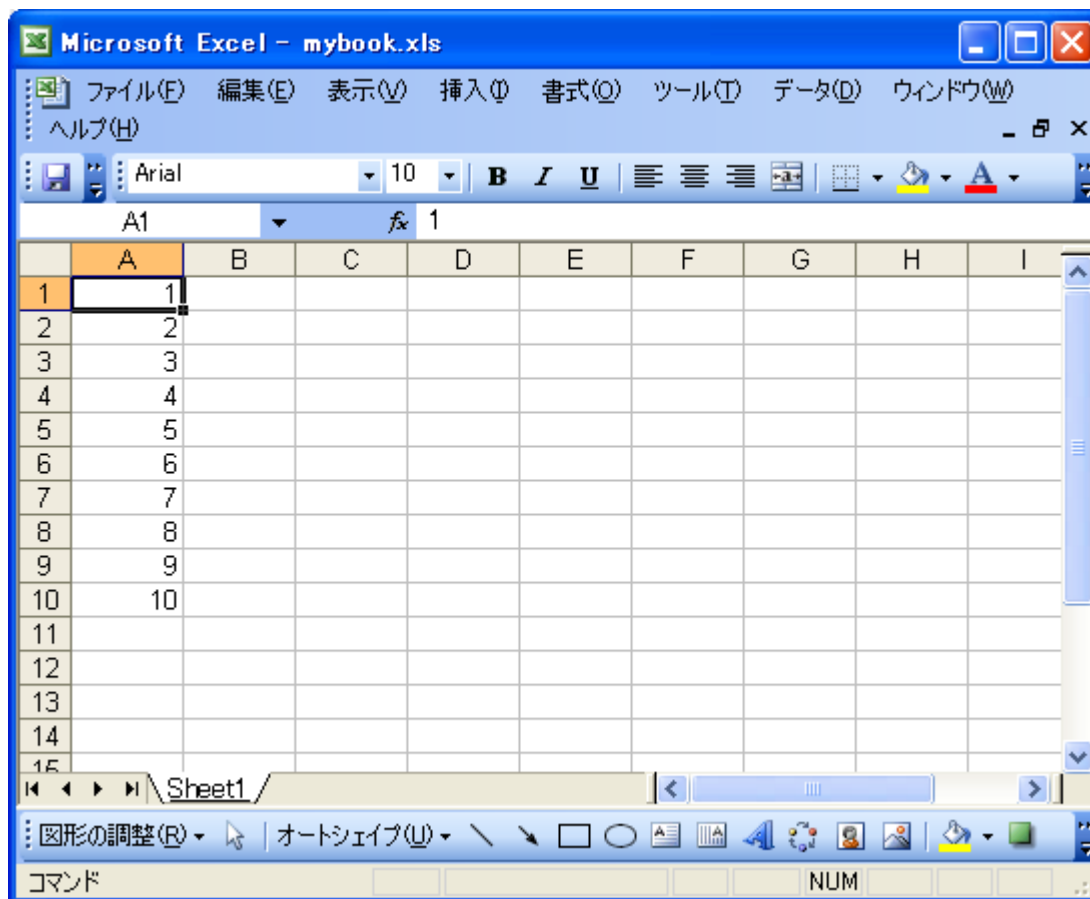 Microsoft Excel - mybook.xls
ファイル(F) 編集(E) 表示(V) 挿入(I) 書式(O) ツール(T) データ(D) ウィンドウ(W)
ヘルプ(H)
Arial 10 B I U A
A1 fx 1
A B C D E F G H I
1 1
2 2
3 3
4 4
5 5
6 6
7 7
8 8
9 9
10 10
11
12
13
14
15
Sheet1
図形の調整(R) オートシェイプ(U)
コマンド NUM